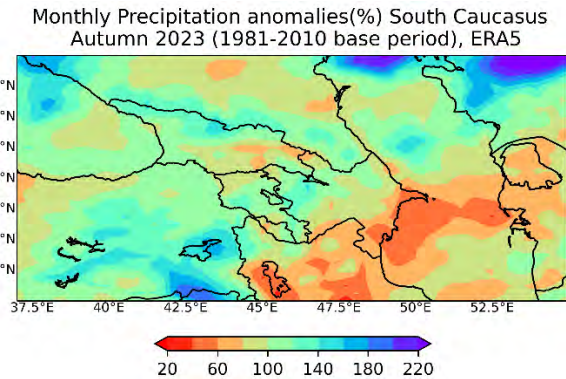 Monthly Precipitation anomalies(%) South Caucasus
Autumn 2023 (1981-2010 base period), ERA5
°N
°N
°N
°N
°N
°N
°N
37.5°E 40°E 42.5°E 45°E 47.5°E 50°E 52.5°E
20 60 100 140 180 220